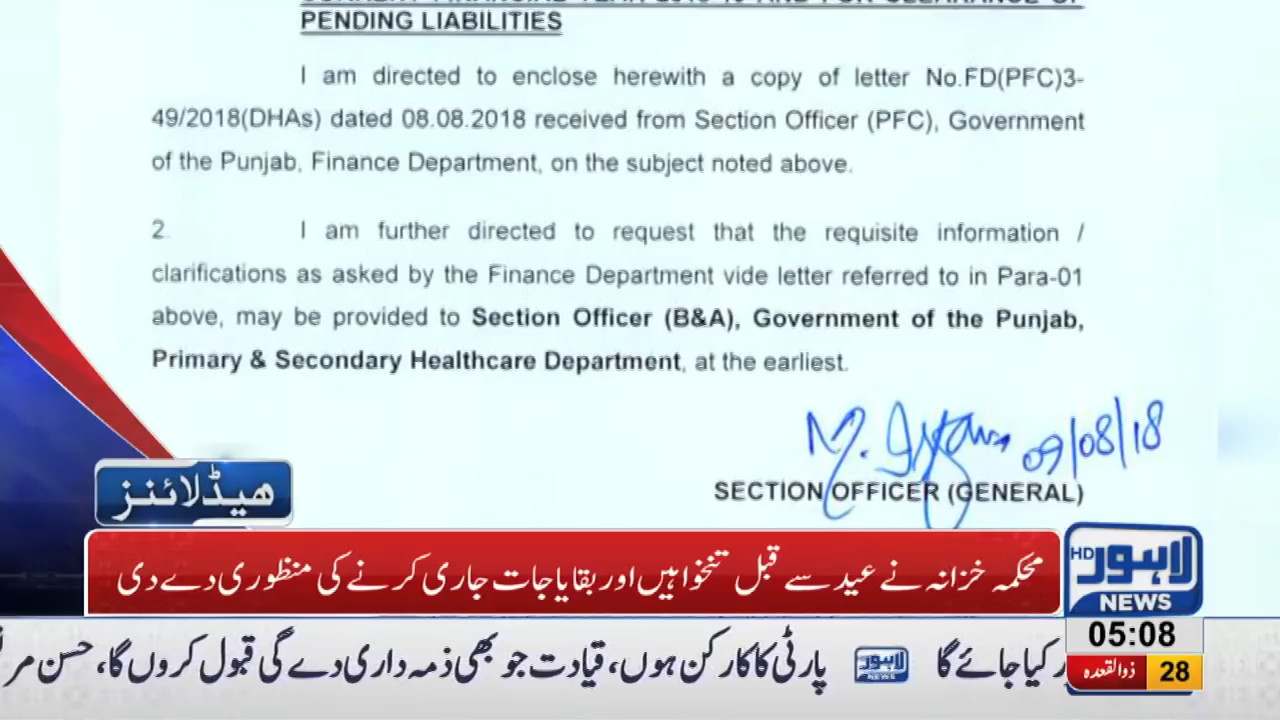 PENDING LIABILITIES
I am directed to enclose herewith a copy of letter No.FD(PFC)3-
49/2018(DHAs) dated 08.08.2018 received from Section Officer (PFC), Government
of the Punjab, Finance Department, on the subject noted above.
2. I am further directed to request that the requisite information /
clarifications as asked by the Finance Department vide letter referred to in Para-01
above, may be provided to Section Officer (B&A), Government of the Punjab,
Primary & Secondary Healthcare Department, at the earliest.
09/08/18
SECTION OFFICER (GENERAL)
ھیڈلائنز
محکمہ خزانہ نے عید سے قبل تنخواہیں اور بقایاجات جاری کرنے کی منظوری دے دی
لاہور HD
NEWS
05:08
28 ذوالقعدہ
کیا جائے گا لاہور NEWS پارٹی کا کارکن ہوں، قیادت جو بھی ذمہ داری دے گی قبول کروں گا، حسن